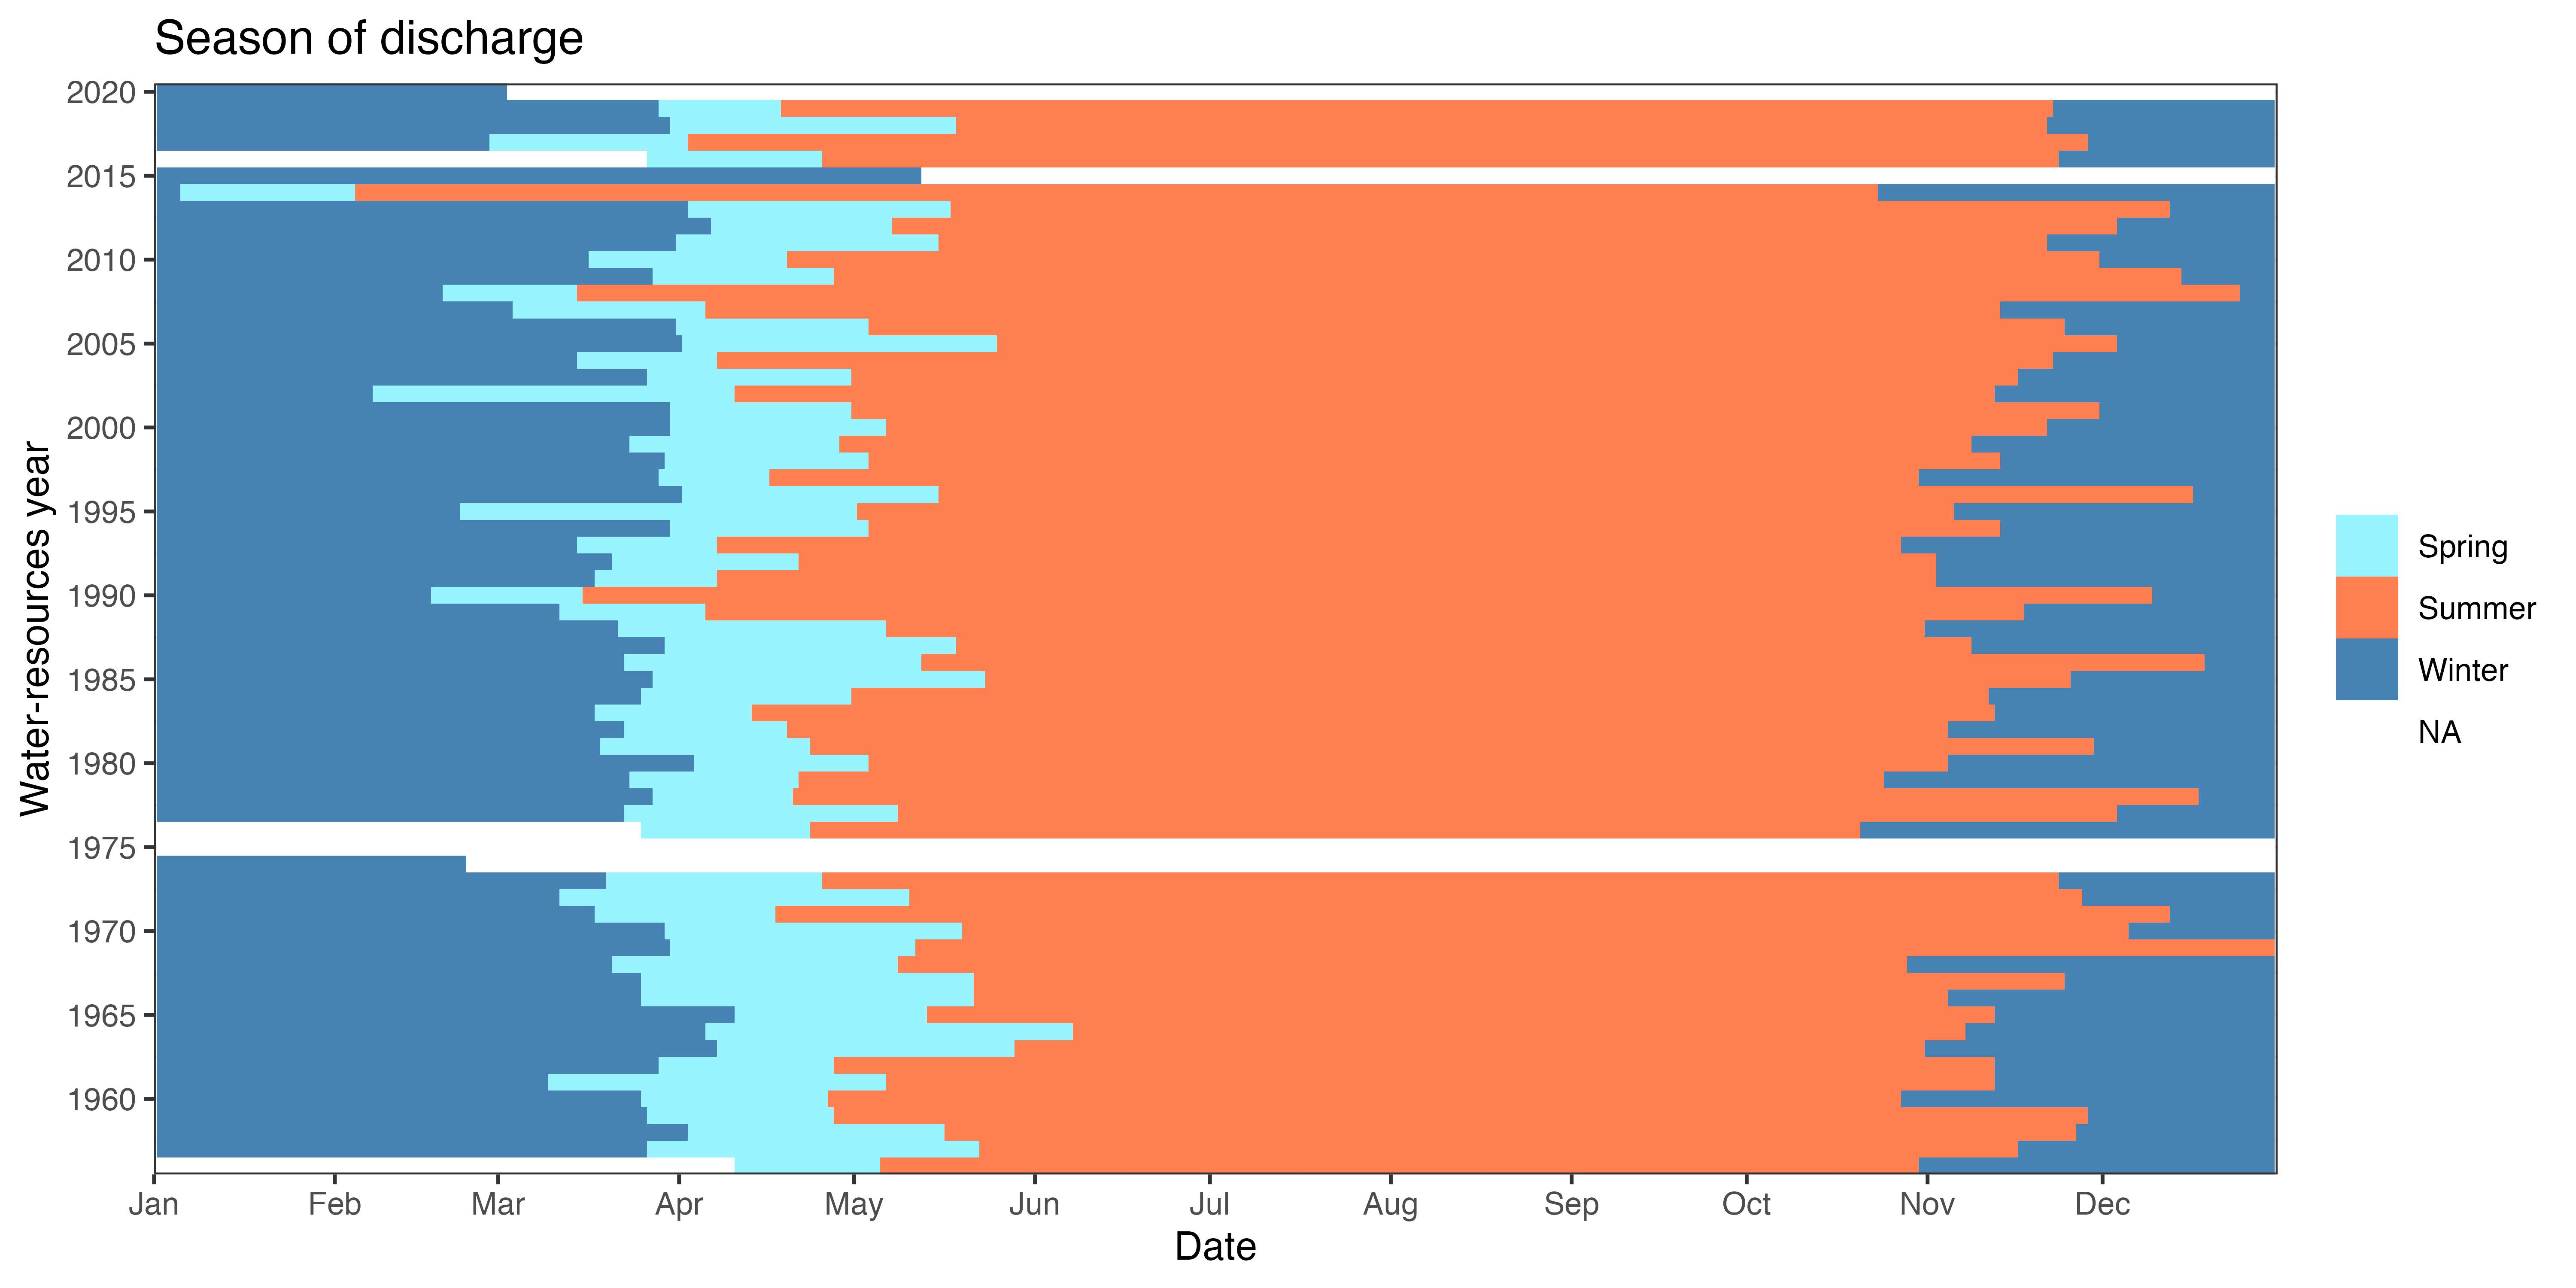 Season of discharge
Water-resources year
2020
2015
2010
2005
2000
1995
1990
1985
1980
1975
1970
1965
1960
Jan Feb Mar Apr May Jun Jul Aug Sep Oct Nov Dec
Date
Spring
Summer
Winter
NA